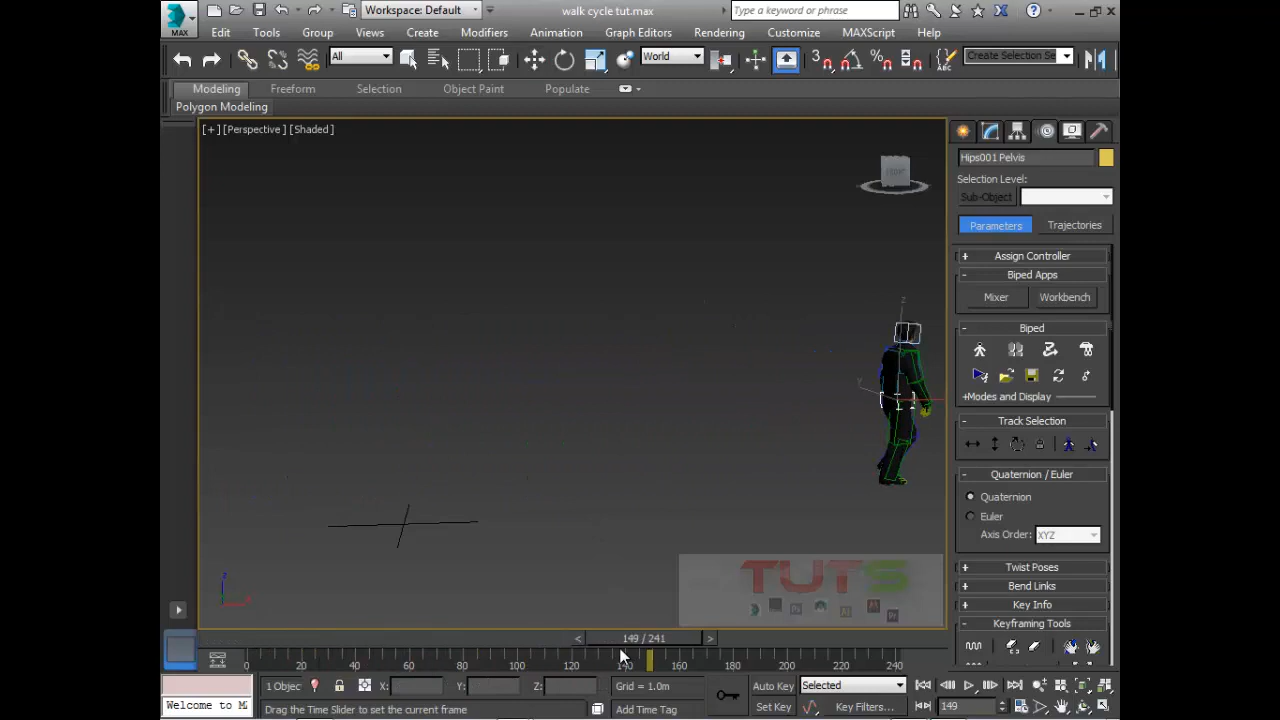 Workspace: Default
walk cycle tut.max
Type a keyword or phrase
MAX
Edit Tools Group Views Create Modifiers Animation Graph Editors Rendering Customize MAXScript Help
All
World
3
Create Selection Se
Modeling Freeform Selection Object Paint Populate
Polygon Modeling
[+] [Perspective] [Shaded]
FRONT
Hips001 Pelvis
Selection Level:
Sub-Object
Parameters Trajectories
+ Assign Controller
- Biped Apps
Mixer Workbench
- Biped
+Modes and Display
- Track Selection
- Quaternion / Euler
Quaternion
Euler
Axis Order: XYZ
+ Twist Poses
+ Bend Links
+ Key Info
- Keyframing Tools
z
y
TUTS
< 149 / 241 >
0 20 40 60 80 100 120 140 160 180 200 220 240
1 Objec X: Y: Z: Grid = 1.0m Auto Key Selected
Welcome to M
Drag the Time Slider to set the current frame Add Time Tag Set Key Key Filters... 149